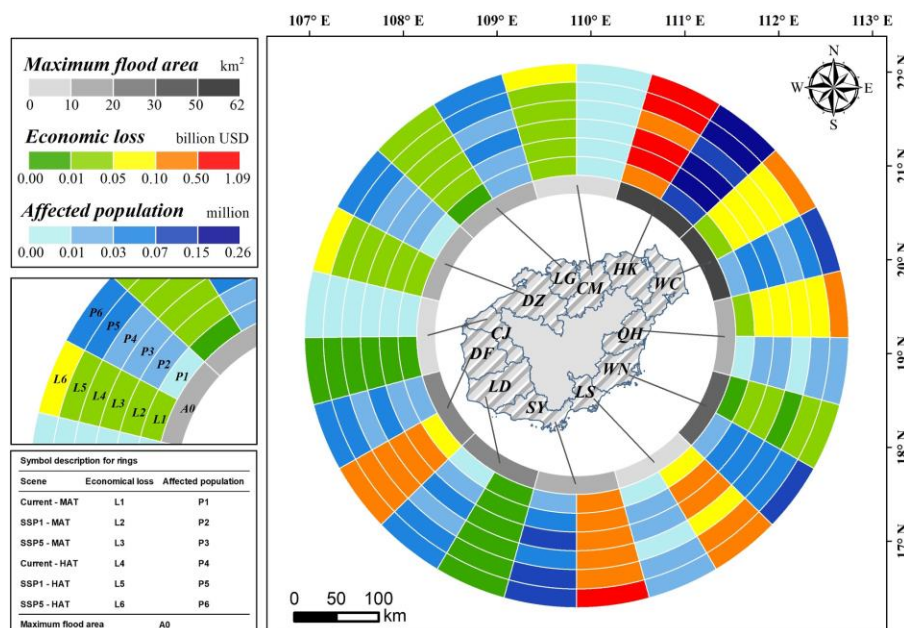 107° E 108° E 109° E 110° E 111° E 112° E 113° E
Maximum flood area km²
0 10 20 30 50 62
Economic loss billion USD
0.00 0.01 0.05 0.10 0.50 1.09
Affected population million
0.00 0.01 0.03 0.07 0.15 0.26
P6
P5
P4
P3
P2
P1
L6
L5
L4
L3
L2
L1
A0
Symbol description for rings
Scene Economical loss Affected population
Current - MAT L1 P1
SSP1 - MAT L2 P2
SSP5 - MAT L3 P3
Current - HAT L4 P4
SSP1 - HAT L5 P5
SSP5 - HAT L6 P6
Maximum flood area A0
N
W E
S
HK
LG
CM
WC
DZ
QH
CJ
DF
WN
LD
LS
SY
22° N
21° N
20° N
19° N
18° N
17° N
0 50 100
km